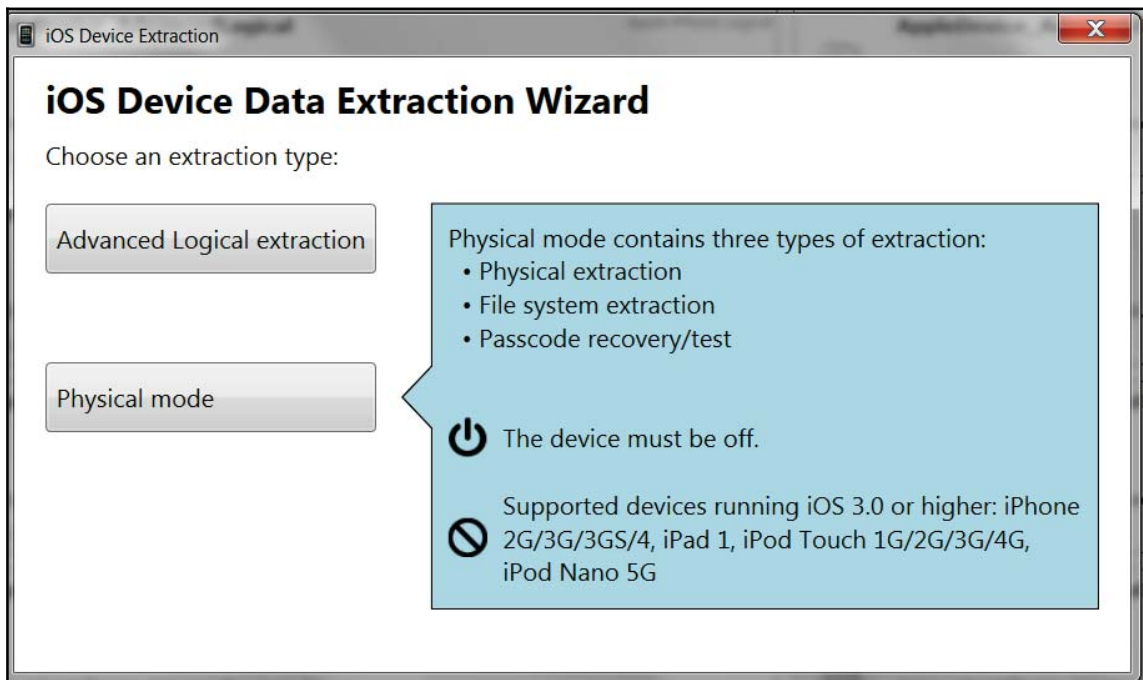 iOS Device Extraction
X
iOS Device Data Extraction Wizard
Choose an extraction type:
Advanced Logical extraction
Physical mode contains three types of extraction:
• Physical extraction
• File system extraction
• Passcode recovery/test
Physical mode
The device must be off.
Supported devices running iOS 3.0 or higher: iPhone
2G/3G/3GS/4, iPad 1, iPod Touch 1G/2G/3G/4G,
iPod Nano 5G